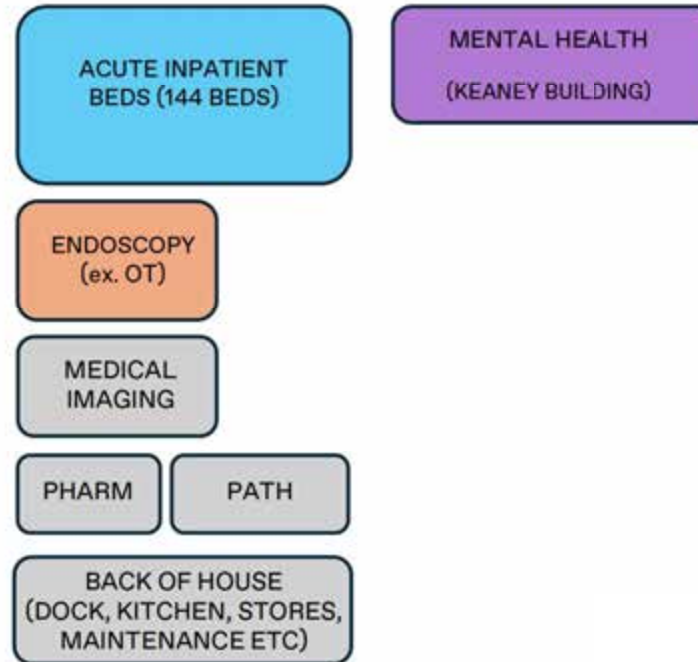 ACUTE INPATIENT
BEDS (144 BEDS)
MENTAL HEALTH
(KEANEY BUILDING)
ENDOSCOPY
(ex. OT)
MEDICAL
IMAGING
PHARM
PATH
BACK OF HOUSE
(DOCK, KITCHEN, STORES,
MAINTENANCE ETC)